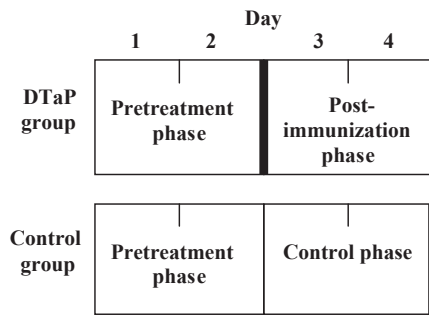 Day
1 2 3 4
DTaP
group
Pretreatment
phase
Post-
immunization
phase
Control
group
Pretreatment
phase
Control phase